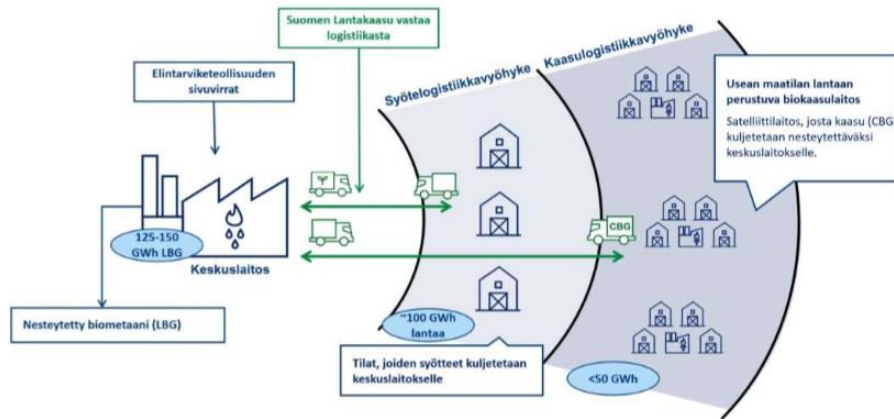 Suomen Lantakaasu vastaa
logistiikasta
Elintarviketeollisuuden
sivuvirrat
Syötelogistiikkavyöhyke
Kaasulogistiikkavyöhyke
Usean maatilan lantaan
perustuva biokaasulaitos
Satelliittilaitos, josta kaasu (CBG
kuljetetaan nesteytettäväksi
keskuslaitokselle.
125-150
GWh LBG
Keskuslaitos
CBG
Nesteytetty biometaani (LBG)
~100 GWh
lantaa
Tilat, joiden syötteet kuljetetaan
keskuslaitokselle
<50 GWh